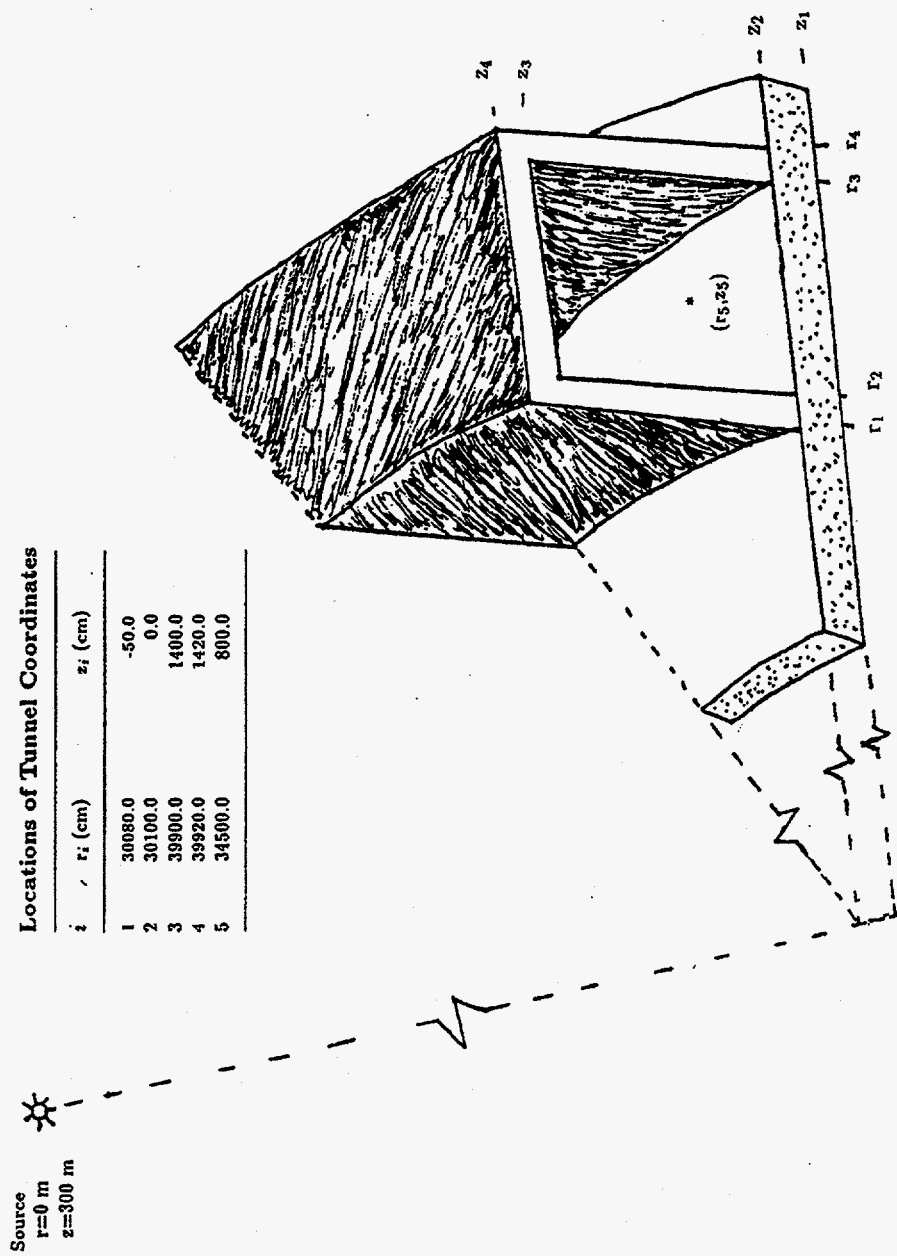 Source
r=0 m
z=300 m
Locations of Tunnel Coordinates
i ri (cm) zi (cm)
1 30080.0 -50.0
2 30100.0 0.0
3 39900.0 1400.0
4 39920.0 1420.0
5 34500.0 800.0
z4
z3
z2
z1
*
(r5,z5)
r1
r2
r3
r4